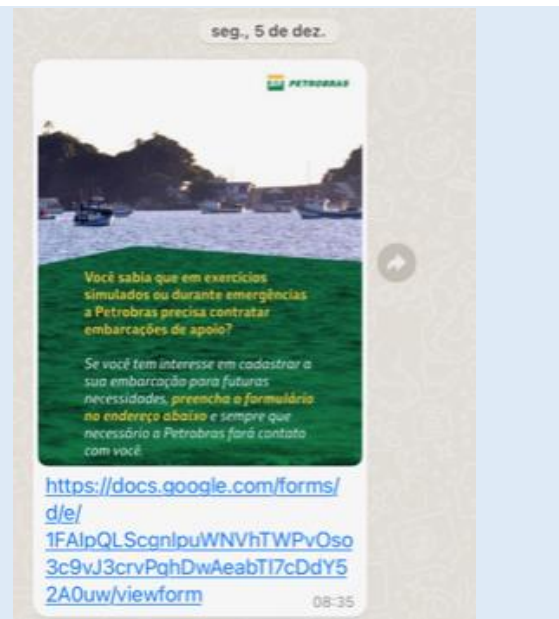 seg., 5 de dez.
PETROBRAS
Você sabia que em exercícios
simulados ou durante emergências
a Petrobras precisa contratar
embarcações de apoio?
Se você tem interesse em cadastrar a
sua embarcação para futuras
necessidades, preencha o formulário
no endereço abaixo e sempre que
necessário a Petrobras fará contato
com você.
https://docs.google.com/forms/
d/e/
1FAIpQLScgnlpuWNVhTWPvOso
3c9vJ3crvPqhDwAeabTI7cDdY5
2A0uw/viewform
08:35